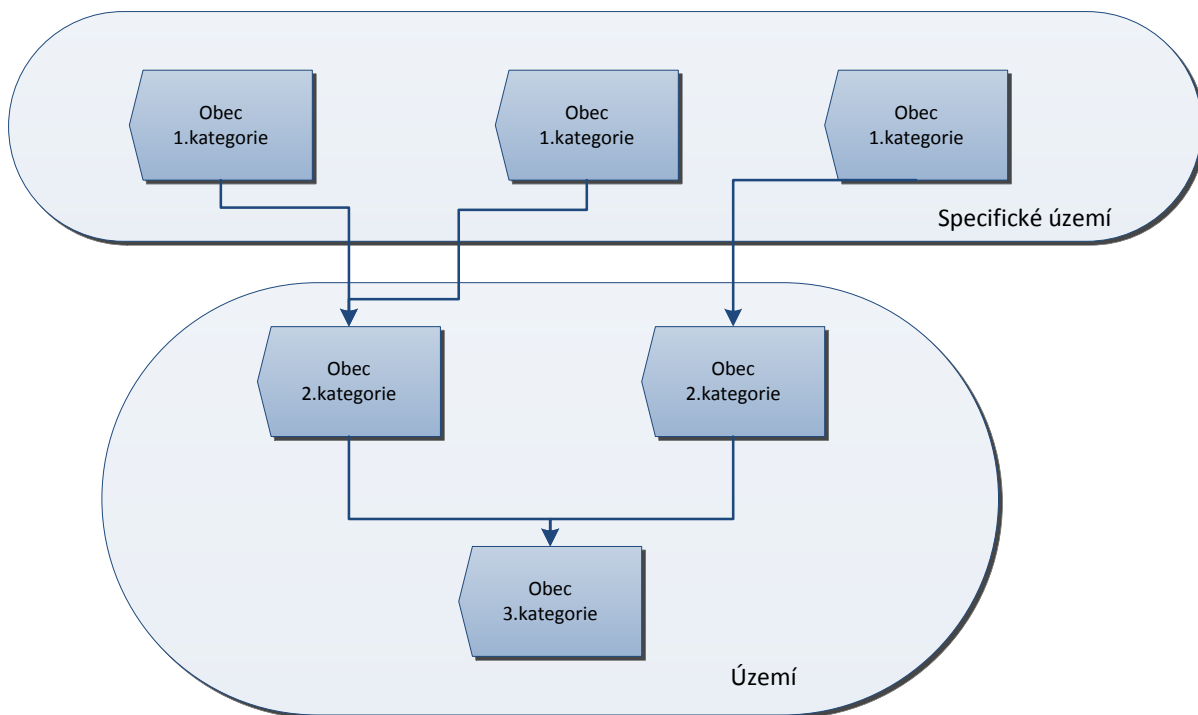 Obec
1.kategorie
Obec
1.kategorie
Obec
1.kategorie
Specifické území
Obec
2.kategorie
Obec
2.kategorie
Obec
3.kategorie
Území